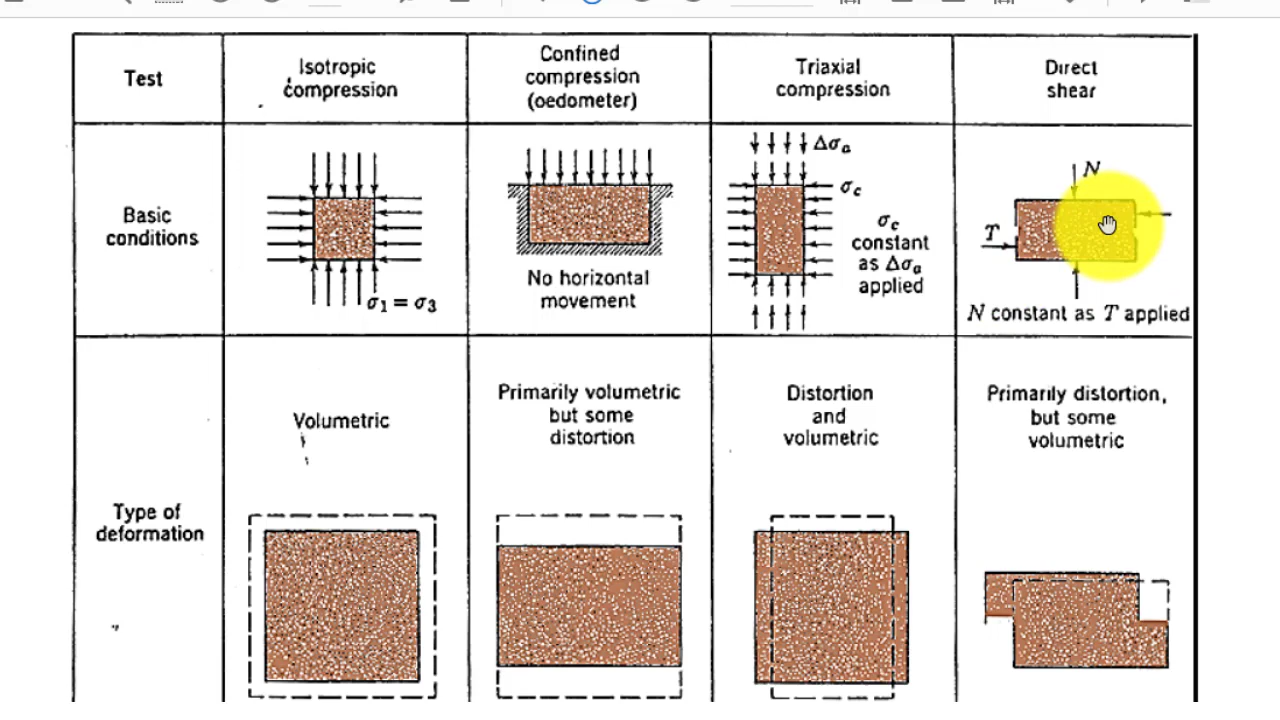 Test
Isotropic
compression
Confined
compression
(oedometer)
Triaxial
compression
Direct
shear
Basic
conditions
σ1 = σ3
No horizontal
movement
Δσa
σc
σc
constant
as Δσa
applied
N
T
N constant as T applied
Type of
deformation
Volumetric
Primarily volumetric
but some
distortion
Distortion
and
volumetric
Primarily distortion,
but some
volumetric